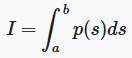 I = ∫_a^b p(s)ds